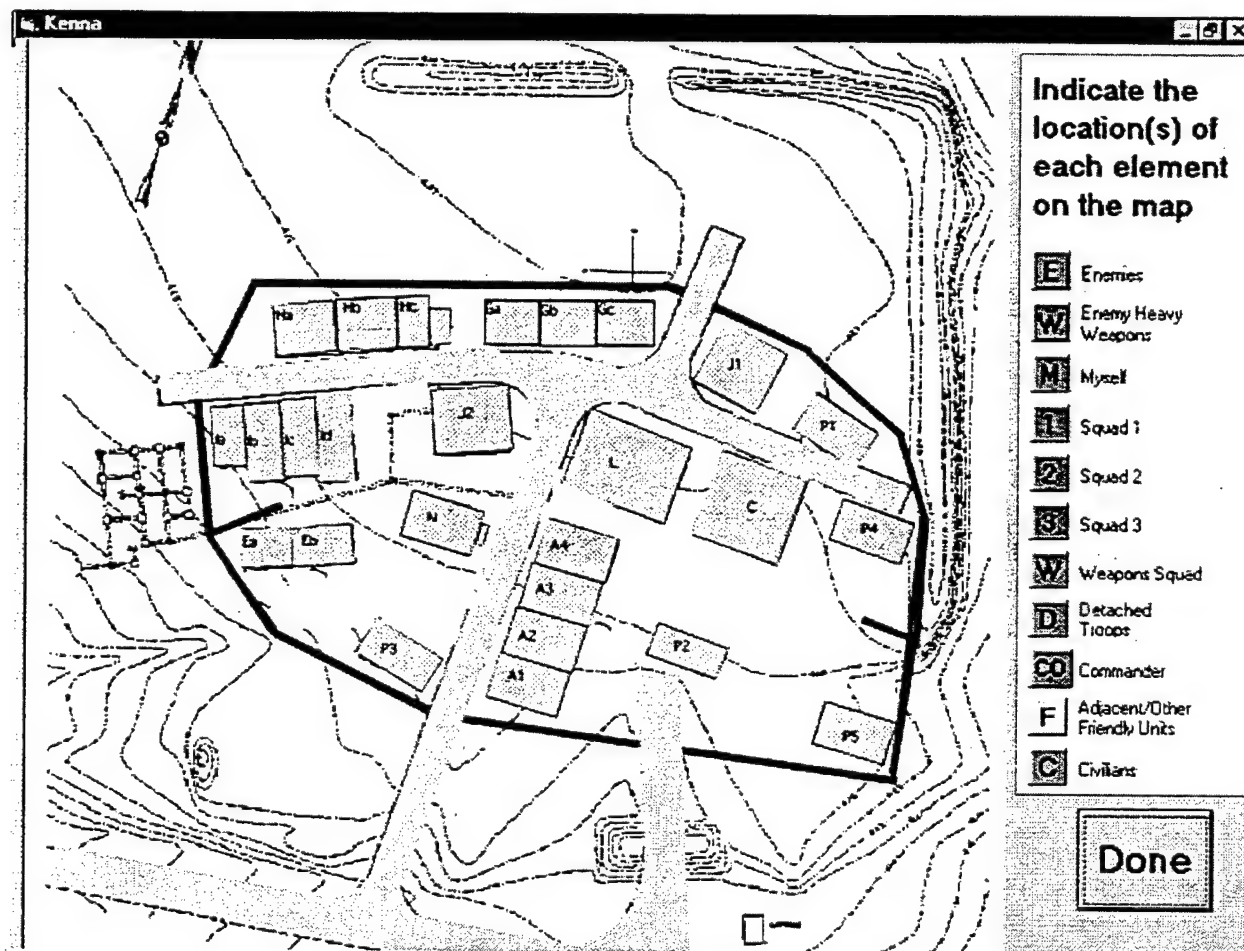 Kenna
Indicate the
location(s) of
each element
on the map
E Enemies
W Enemy Heavy
Weapons
M Myself
1 Squad 1
2 Squad 2
3 Squad 3
W Weapons Squad
D Detached
Troops
CO Commander
F Adjacent/Other
Friendly Units
C Civilians
Done
Ha
Hb
Hc
Ga
Gb
Gc
J1
P1
J2
L
C
P4
N
Ea
Eb
A4
A3
A2
A1
P3
P2
P5